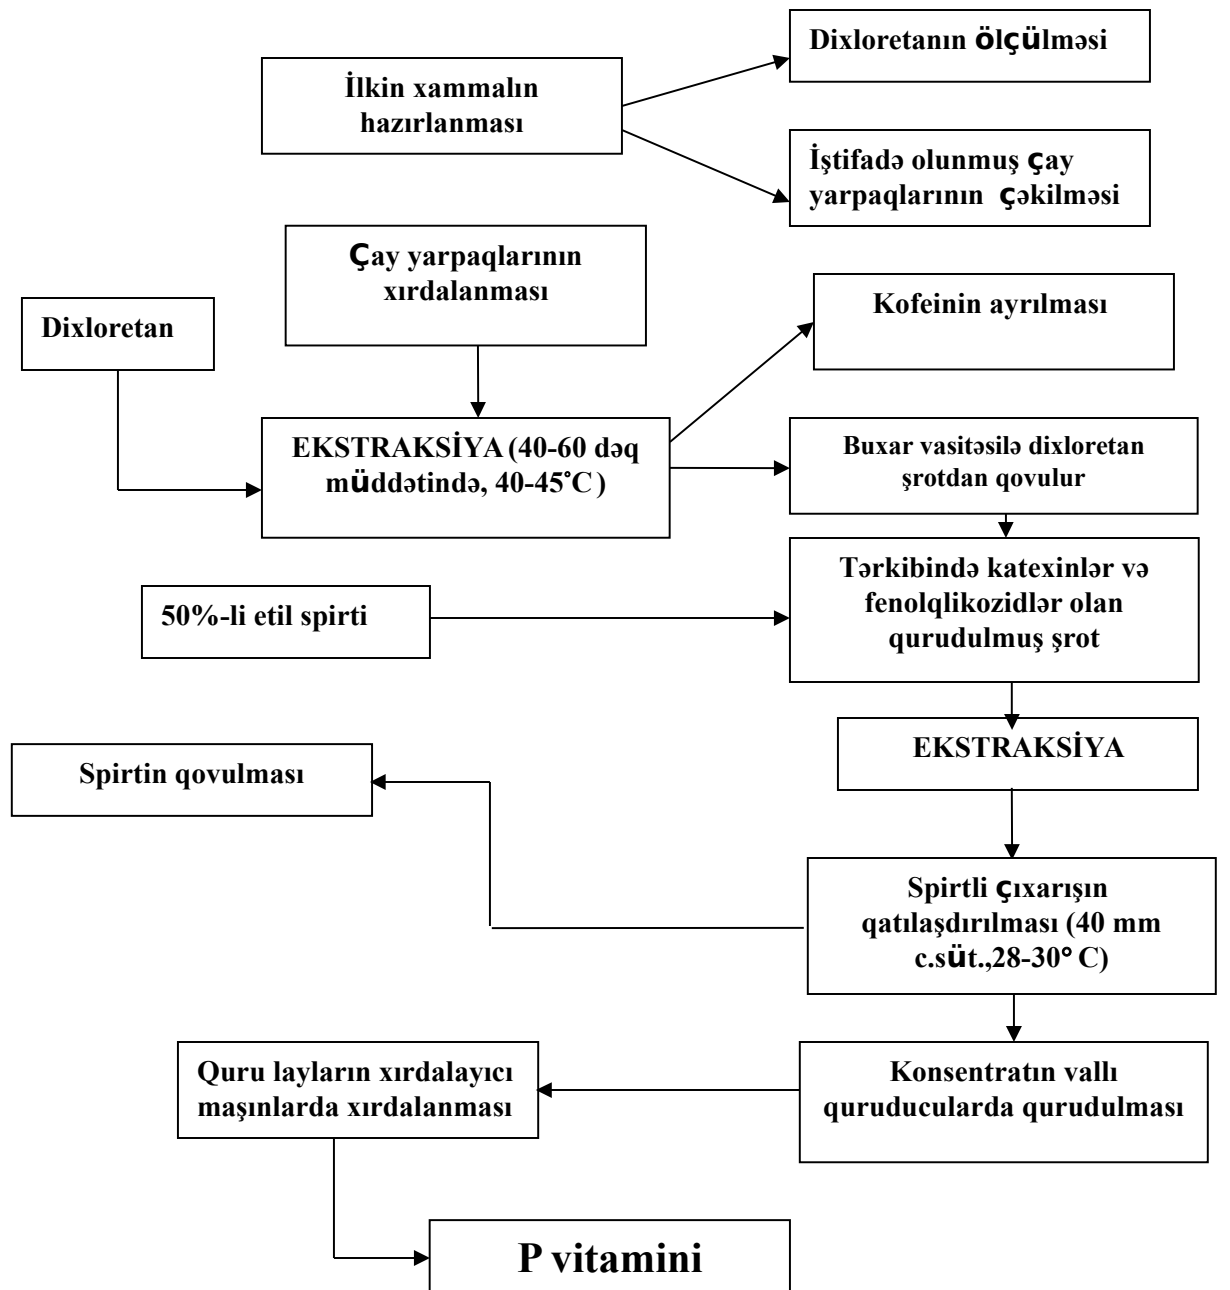 Dixloretanın ölçülməsi
İlkin xammalın
hazırlanması
İştifadə olunmuş çay
yarpaqlarının çəkilməsi
Çay yarpaqlarının
xırdalanması
Dixloretan
Kofeinin ayrılması
EKSTRAKSİYA (40-60 dəq
müddətində, 40-45°C )
Buxar vasitəsilə dixloretan
şrotdan qovulur
Tərkibində katexinlər və
fenolqlikozidlər olan
qurudulmuş şrot
50%-li etil spirti
EKSTRAKSİYA
Spirtin qovulması
Spirtli çıxarışın
qatılaşdırılması (40 mm
c.süt.,28-30° C)
Quru layların xırdalayıcı
maşınlarda xırdalanması
Konsentratın vallı
quruducularda qurudulması
P vitamini